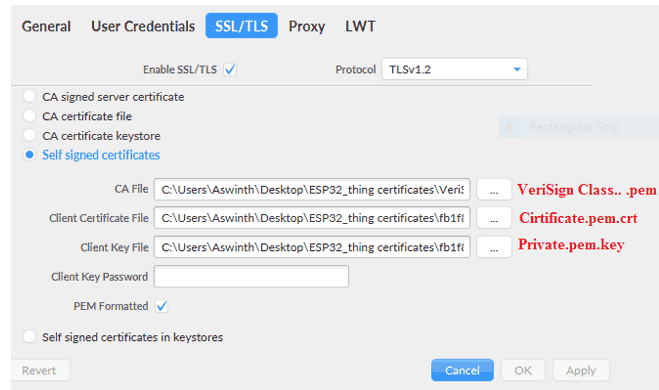 General User Credentials SSL/TLS Proxy LWT
Enable SSL/TLS Protocol TLSv1.2
CA signed server certificate
CA certificate file
Rectangular Snip
CA certificate keystore
Self signed certificates
CA File C:\Users\Aswinth\Desktop\ESP32_thing certificates\VeriS ... VeriSign Class.. .pem
Client Certificate File C:\Users\Aswinth\Desktop\ESP32_thing certificates\fb1f8 ... Cirtificate.pem.crt
Client Key File C:\Users\Aswinth\Desktop\ESP32_thing certificates\fb1f8 ... Private.pem.key
Client Key Password
PEM Formatted
Self signed certificates in keystores
Revert Cancel OK Apply